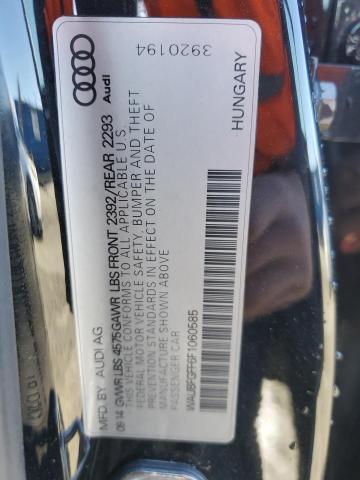 Audi
3920194
MFD. BY AUDI AG
09 14 GVWR LBS 4575 GAWR LBS FRONT 2392/REAR 2293
THIS VEHICLE CONFORMS TO ALL APPLICABLE U S
FEDERAL MOTOR VEHICLE SAFETY, BUMPER AND THEFT
PREVENTION STANDARDS IN EFFECT ON THE DATE OF
MANUFACTURE SHOWN ABOVE
PASSENGER CAR
WAUBFGFF6F1060585
HUNGARY